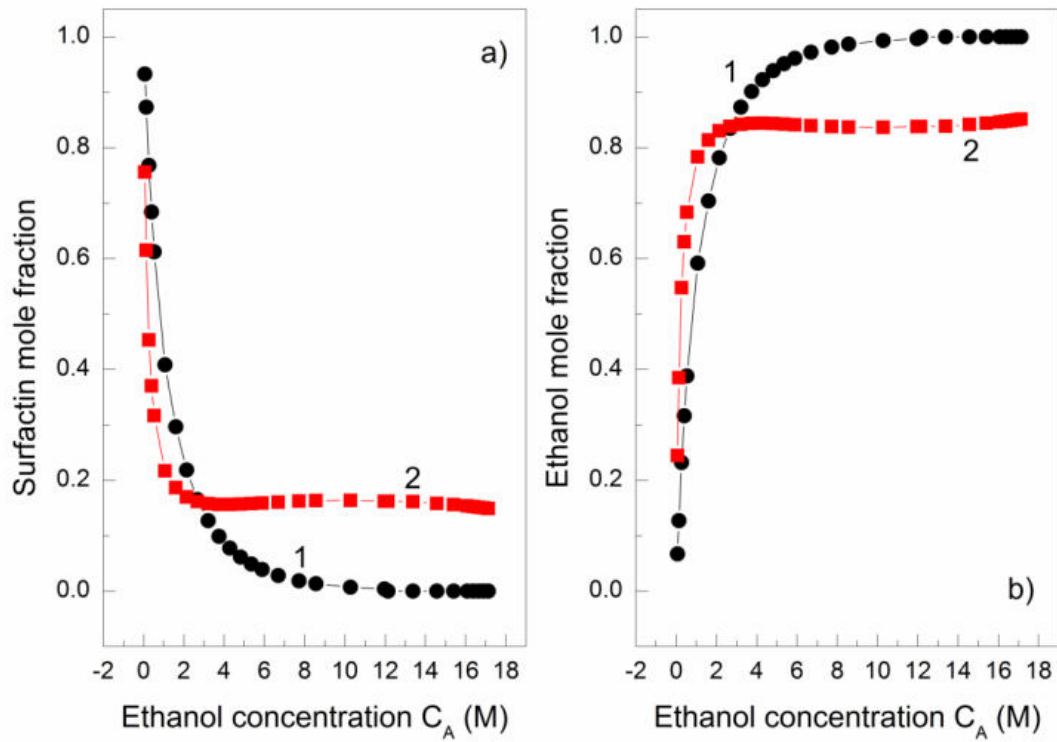 a)
1.0
0.8
0.6
0.4
0.2
0.0
Surfactin mole fraction
2
1
-2 0 2 4 6 8 10 12 14 16 18
Ethanol concentration C_A (M)
1
2
b)
1.0
0.8
0.6
0.4
0.2
0.0
Ethanol mole fraction
-2 0 2 4 6 8 10 12 14 16 18
Ethanol concentration C_A (M)